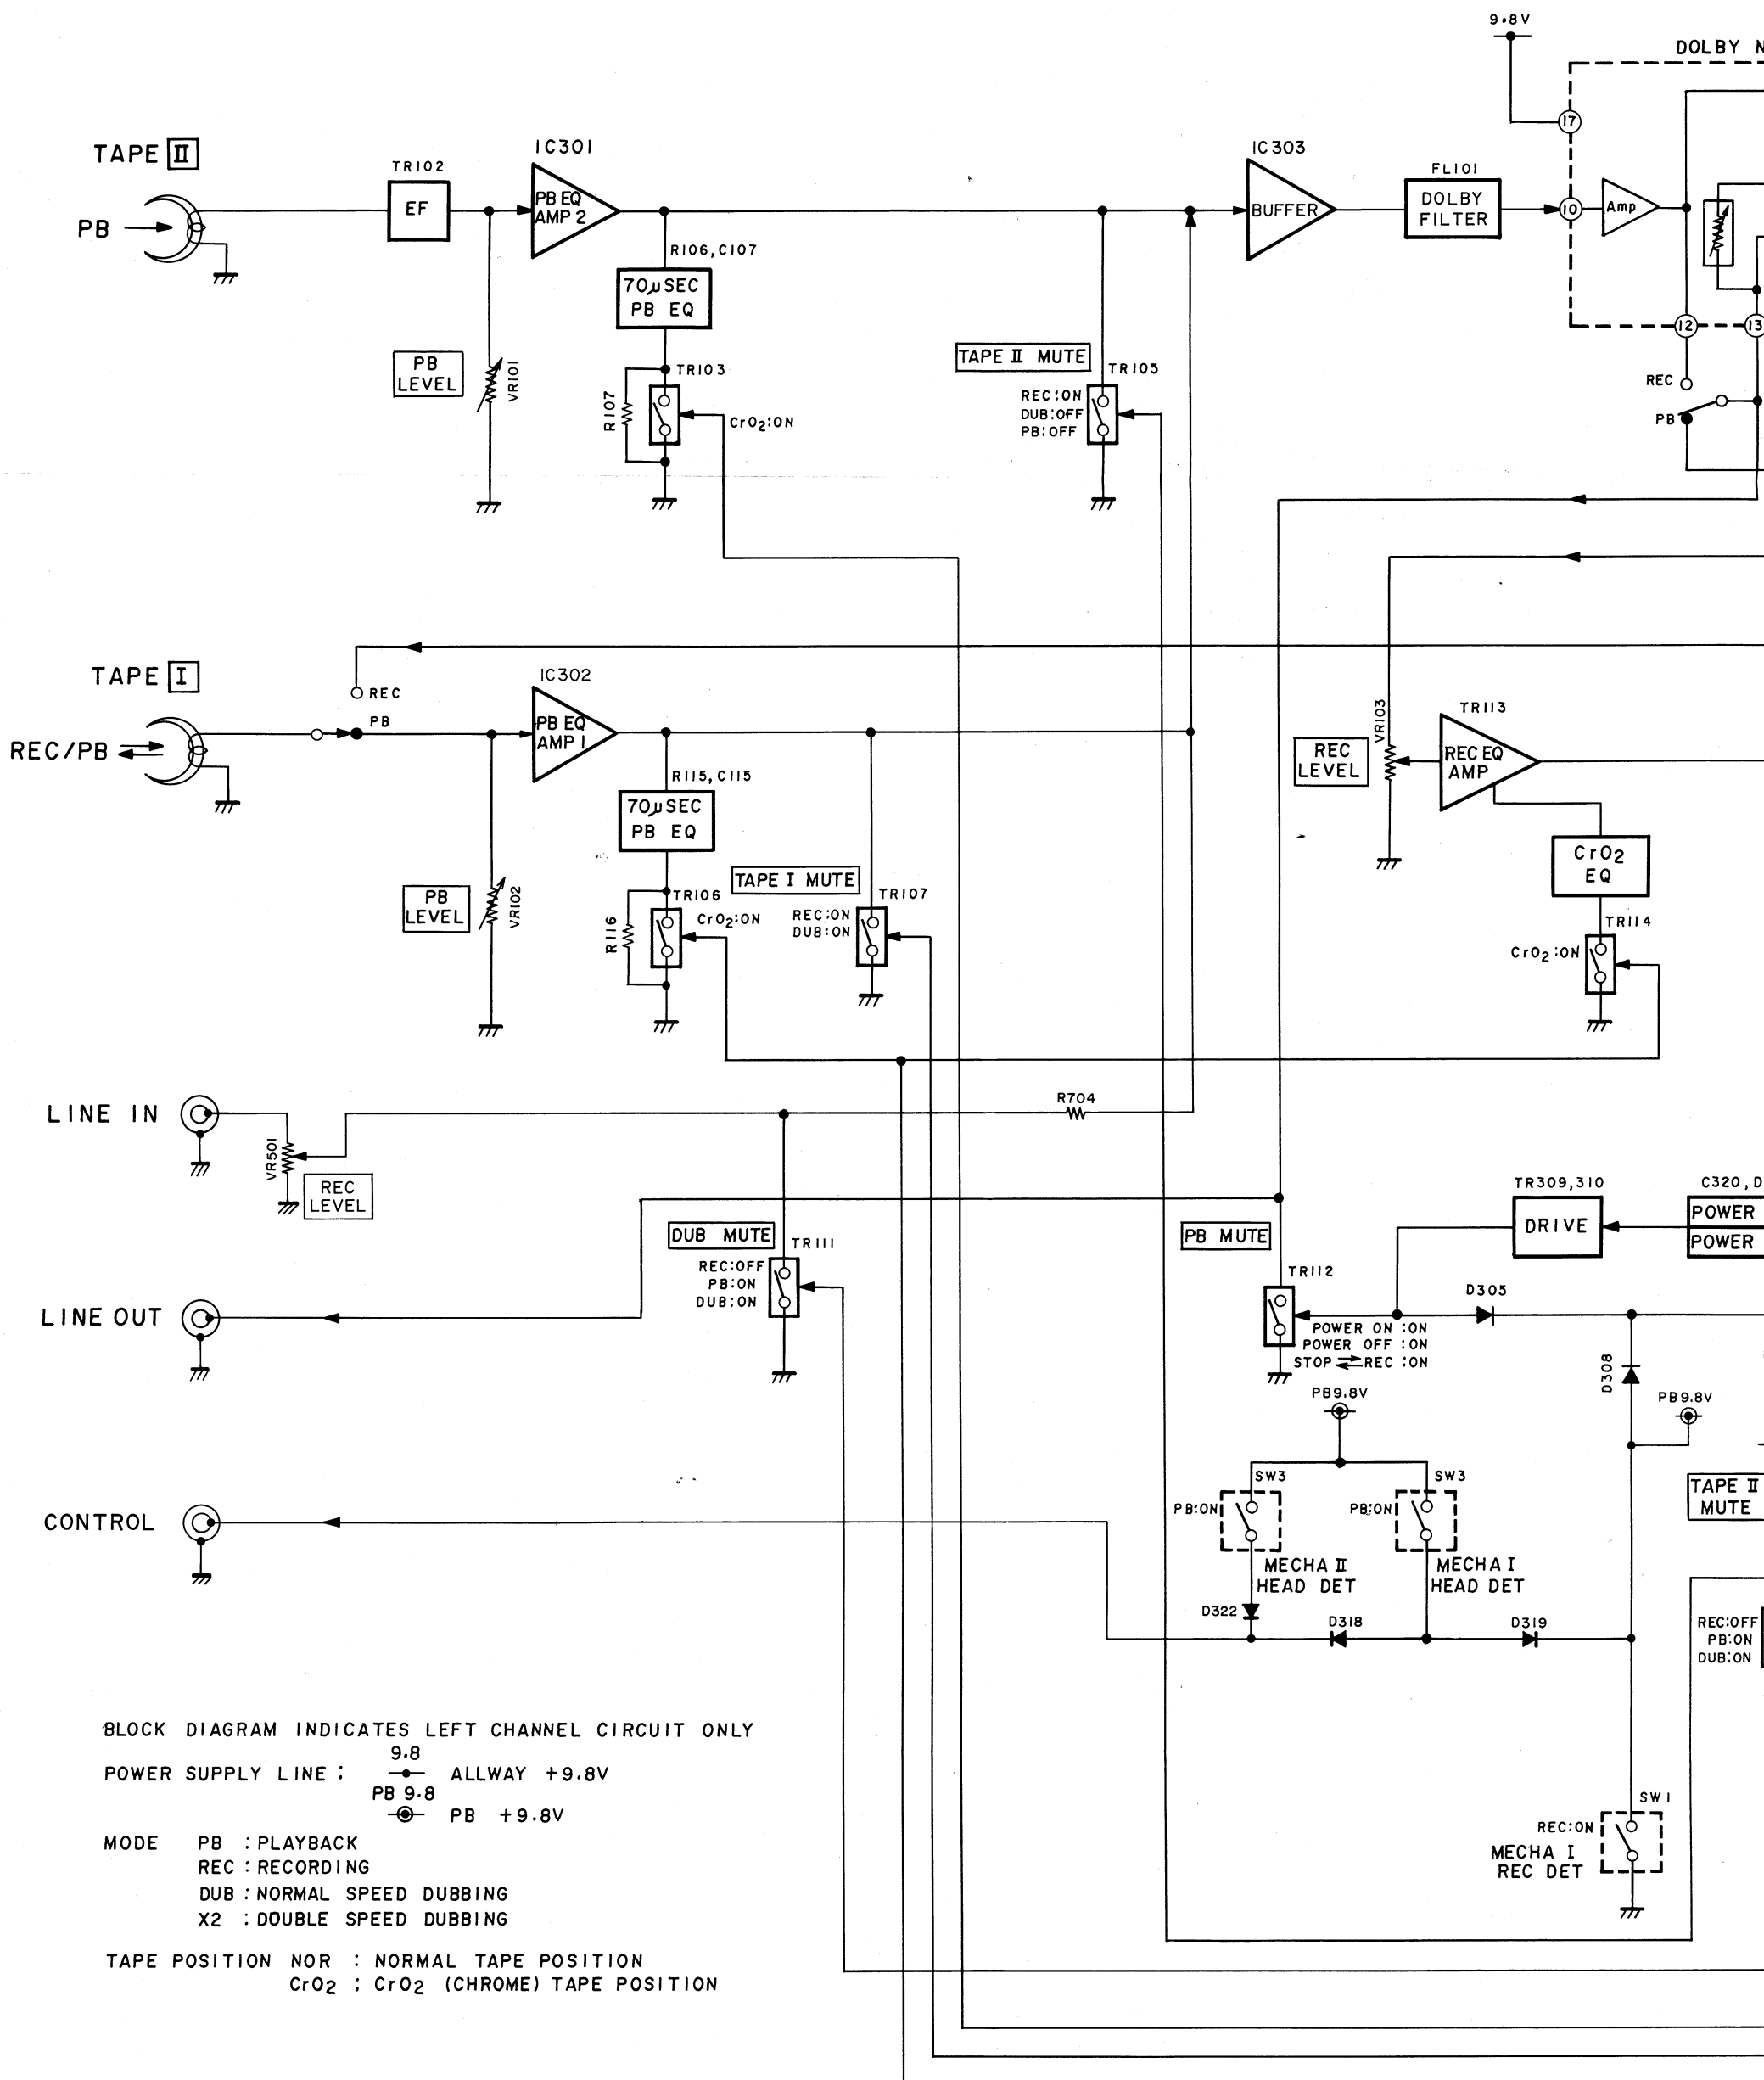 9.8V
DOLBY N
17
TAPE II
TR102
IC301
IC303
FL101
PB
EF
PB EQ
AMP 2
BUFFER
DOLBY
FILTER
10
Amp
R106, C107
70µSEC
PB EQ
12
13
PB
LEVEL
VR101
TR103
R107
CrO2:ON
TAPE II MUTE
TR105
REC:ON
DUB:OFF
PB:OFF
REC
PB
TAPE I
REC
PB
IC302
REC/PB
PB EQ
AMP 1
R115, C115
70µSEC
PB EQ
VR103
REC
LEVEL
TR113
REC EQ
AMP
CrO2
EQ
PB
LEVEL
VR102
TR106
R116
CrO2:ON
TAPE I MUTE
TR107
REC:ON
DUB:ON
TR114
CrO2:ON
LINE IN
VR501
REC
LEVEL
R704
TR309,310
C320, D
DRIVE
POWER
POWER
DUB MUTE
TR111
REC:OFF
PB:ON
DUB:ON
PB MUTE
TR112
D305
POWER ON :ON
POWER OFF :ON
STOP ⇄ REC :ON
LINE OUT
D308
PB9.8V
PB9.8V
SW3
SW3
PB:ON
PB:ON
TAPE II
MUTE
CONTROL
MECHA II
HEAD DET
MECHA I
HEAD DET
D322
D318
D319
REC:OFF
PB:ON
DUB:ON
BLOCK DIAGRAM INDICATES LEFT CHANNEL CIRCUIT ONLY
9.8
POWER SUPPLY LINE : ALLWAY +9.8V
PB 9.8
PB +9.8V
MODE PB : PLAYBACK
REC : RECORDING
DUB : NORMAL SPEED DUBBING
X2 : DOUBLE SPEED DUBBING
TAPE POSITION NOR : NORMAL TAPE POSITION
CrO2 : CrO2 (CHROME) TAPE POSITION
SW1
REC:ON
MECHA I
REC DET